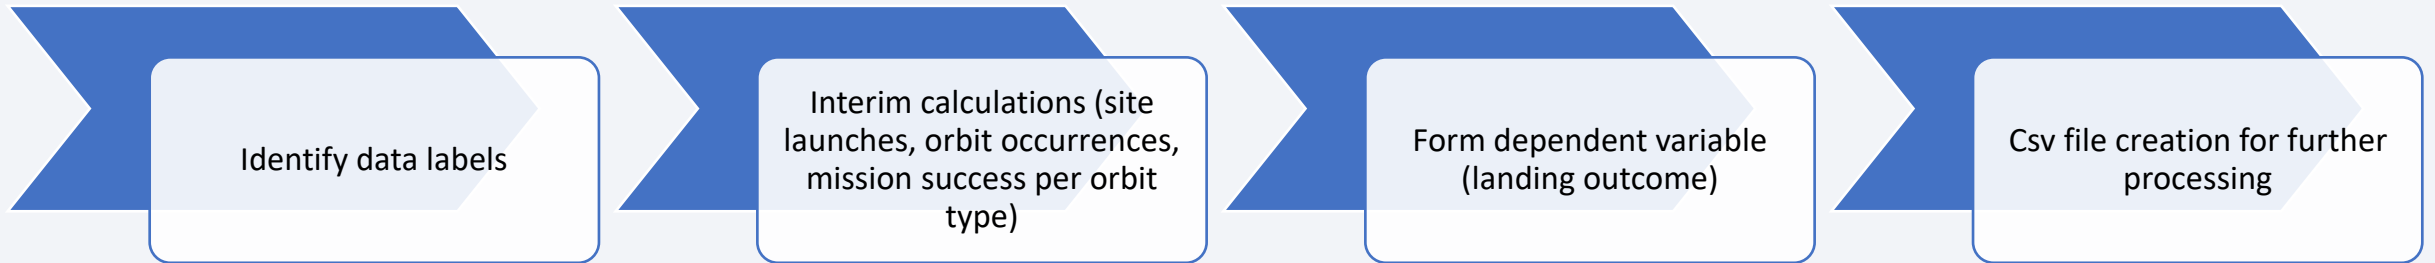 Identify data labels
Interim calculations (site
launches, orbit occurrences,
mission success per orbit
type)
Form dependent variable
(landing outcome)
Csv file creation for further
processing